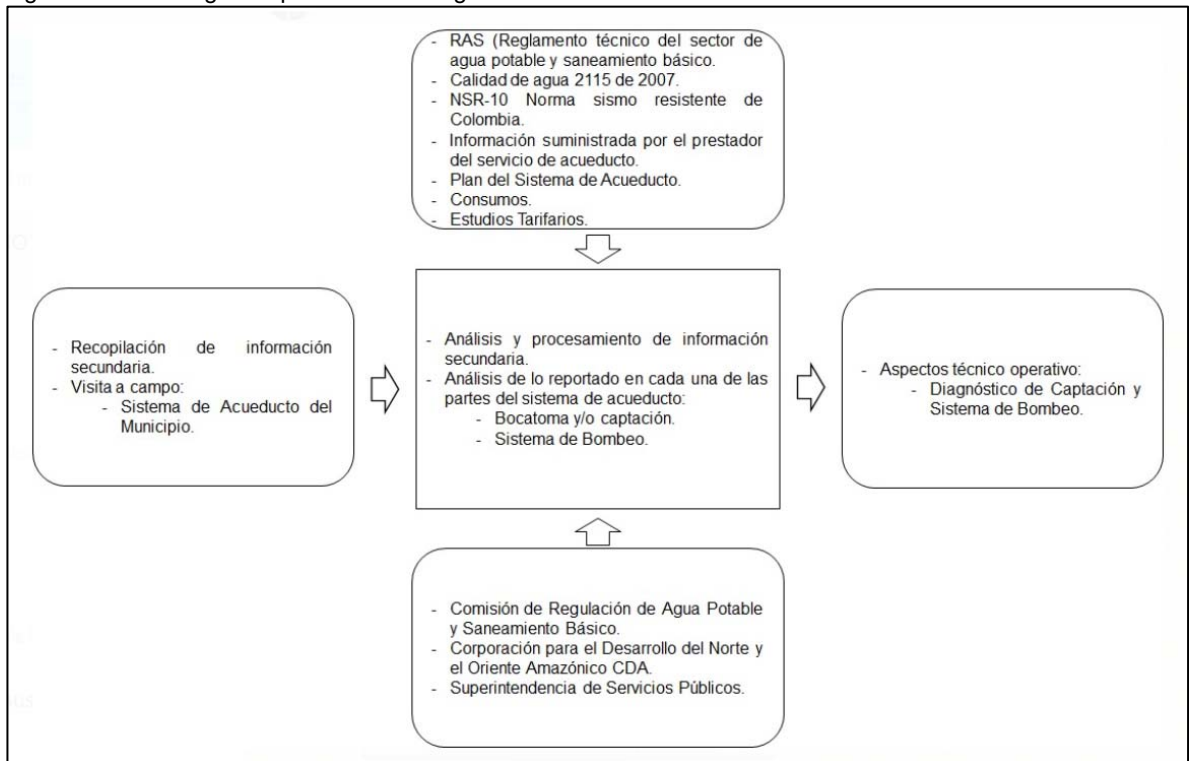 - RAS (Reglamento técnico del sector de
agua potable y saneamiento básico.
- Calidad de agua 2115 de 2007.
- NSR-10 Norma sismo resistente de
Colombia.
- Información suministrada por el prestador
del servicio de acueducto.
- Plan del Sistema de Acueducto.
- Consumos.
- Estudios Tarifarios.
- Recopilación de información
secundaria.
- Visita a campo:
- Sistema de Acueducto del
Municipio.
- Análisis y procesamiento de información
secundaria.
- Análisis de lo reportado en cada una de las
partes del sistema de acueducto:
- Bocatoma y/o captación.
- Sistema de Bombeo.
- Aspectos técnico operativo:
- Diagnóstico de Captación y
Sistema de Bombeo.
- Comisión de Regulación de Agua Potable
y Saneamiento Básico.
- Corporación para el Desarrollo del Norte y
el Oriente Amazónico CDA.
- Superintendencia de Servicios Públicos.